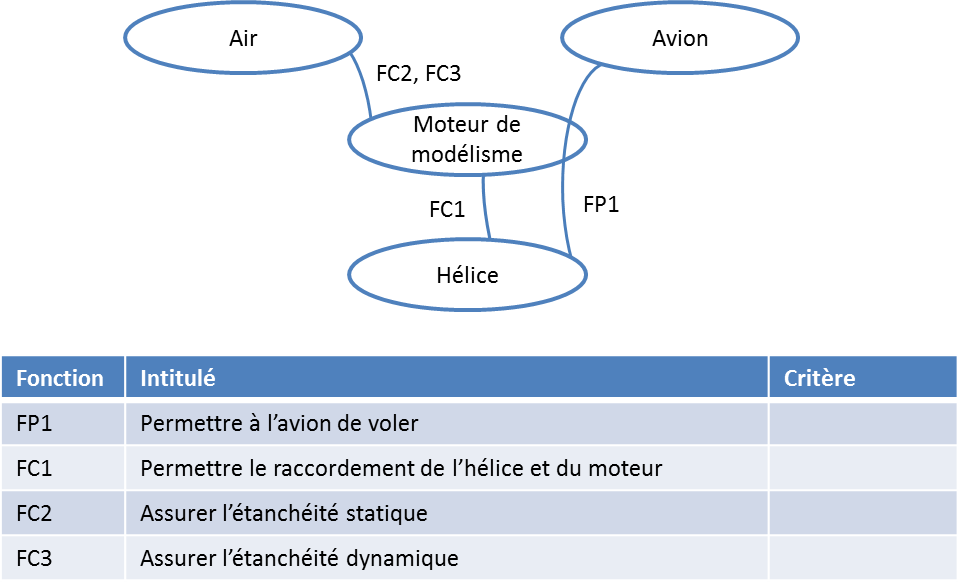 Air
Avion
FC2, FC3
Moteur de
modélisme
FC1
FP1
Hélice
Fonction Intitulé Critère
FP1 Permettre à l’avion de voler
FC1 Permettre le raccordement de l’hélice et du moteur
FC2 Assurer l’étanchéité statique
FC3 Assurer l’étanchéité dynamique